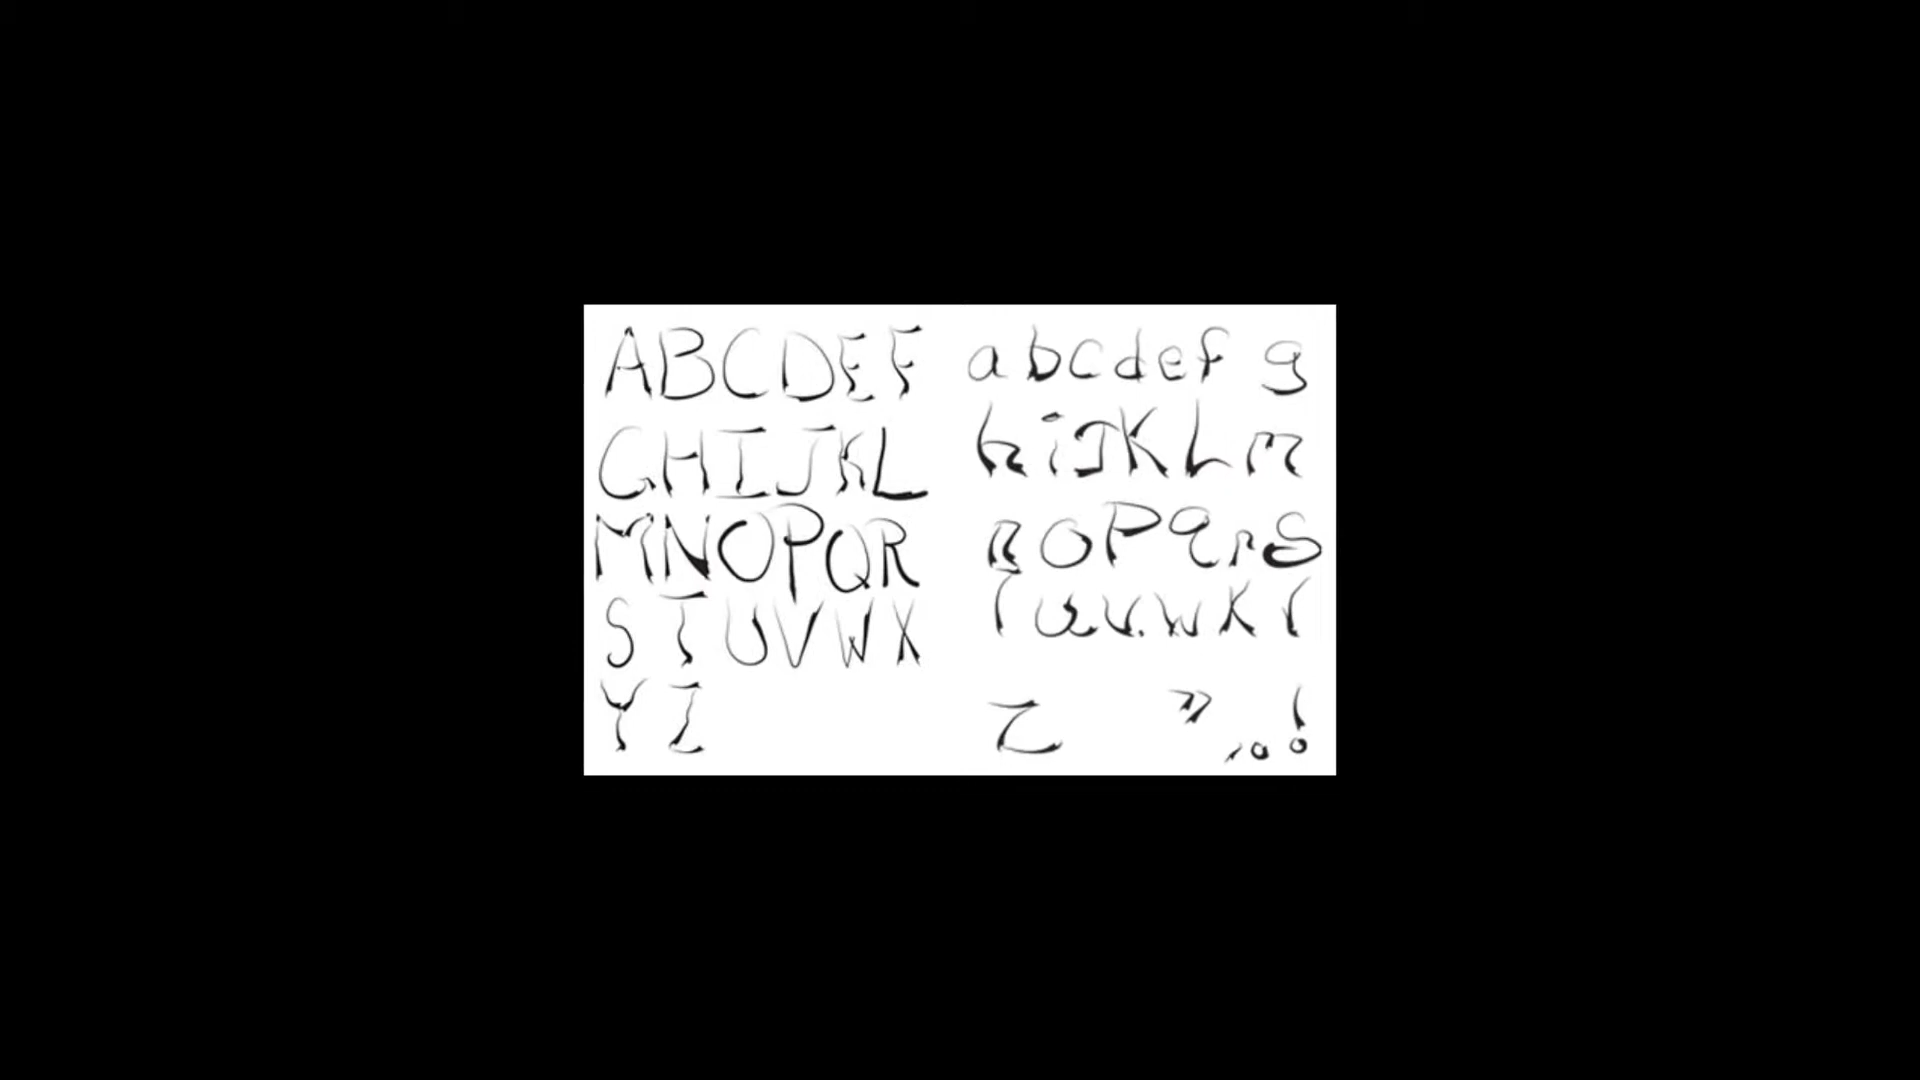 ABCDEF
GHIJKL
MNOPQR
STUVWX
YZ
abcdef g
hijKLm
nopqrs
tuvwxy
z ” , . !